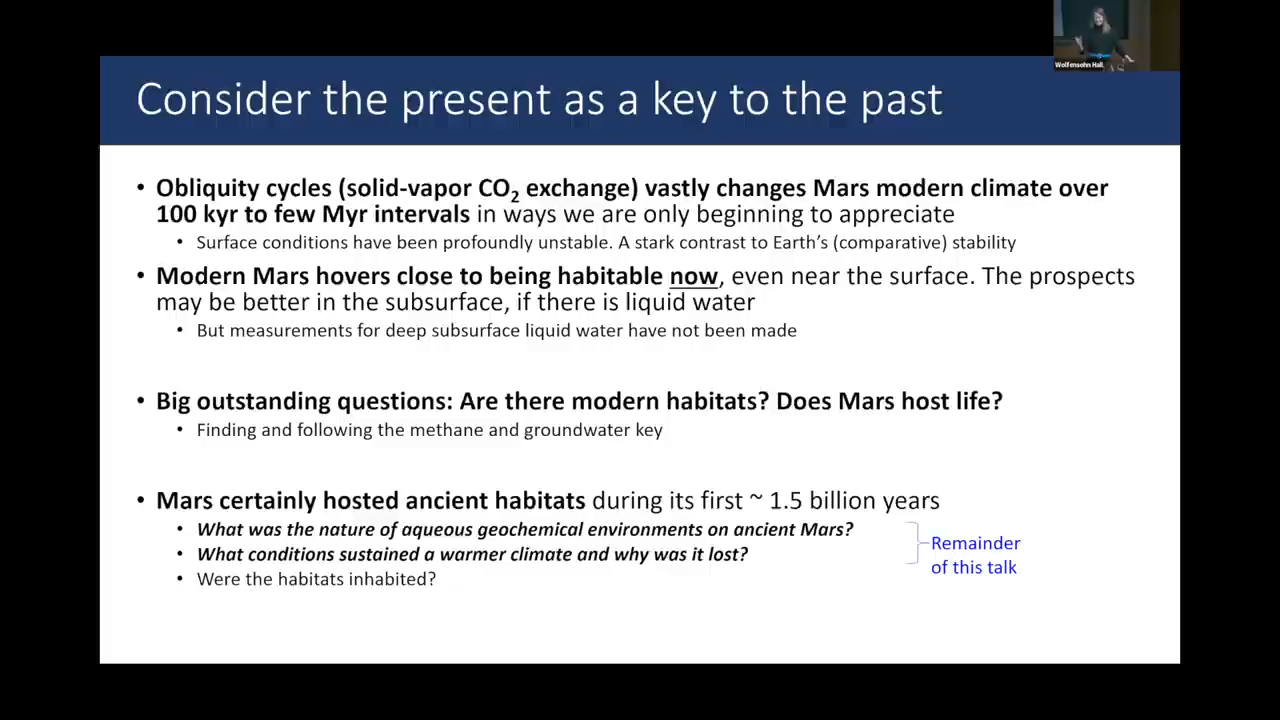 Wolfensohn Hall
Consider the present as a key to the past
• Obliquity cycles (solid-vapor CO₂ exchange) vastly changes Mars modern climate over
100 kyr to few Myr intervals in ways we are only beginning to appreciate
• Surface conditions have been profoundly unstable. A stark contrast to Earth's (comparative) stability
• Modern Mars hovers close to being habitable now, even near the surface. The prospects
may be better in the subsurface, if there is liquid water
• But measurements for deep subsurface liquid water have not been made
• Big outstanding questions: Are there modern habitats? Does Mars host life?
• Finding and following the methane and groundwater key
• Mars certainly hosted ancient habitats during its first ~ 1.5 billion years
• What was the nature of aqueous geochemical environments on ancient Mars?
• What conditions sustained a warmer climate and why was it lost?
• Were the habitats inhabited?
Remainder
of this talk